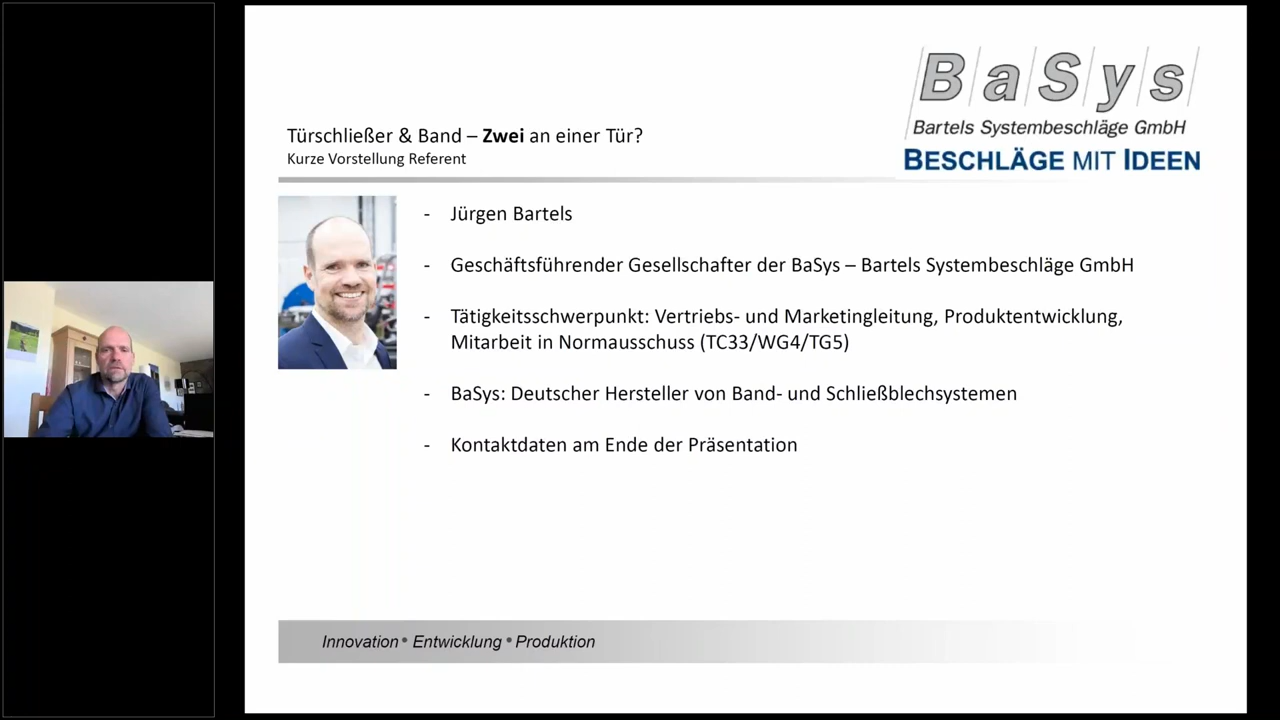 BaSys
Bartels Systembeschläge GmbH
BESCHLÄGE MIT IDEEN
Türschließer & Band – Zwei an einer Tür?
Kurze Vorstellung Referent
- Jürgen Bartels
- Geschäftsführender Gesellschafter der BaSys – Bartels Systembeschläge GmbH
- Tätigkeitsschwerpunkt: Vertriebs- und Marketingleitung, Produktentwicklung,
Mitarbeit in Normausschuss (TC33/WG4/TG5)
- BaSys: Deutscher Hersteller von Band- und Schließblechsystemen
- Kontaktdaten am Ende der Präsentation
Innovation • Entwicklung • Produktion